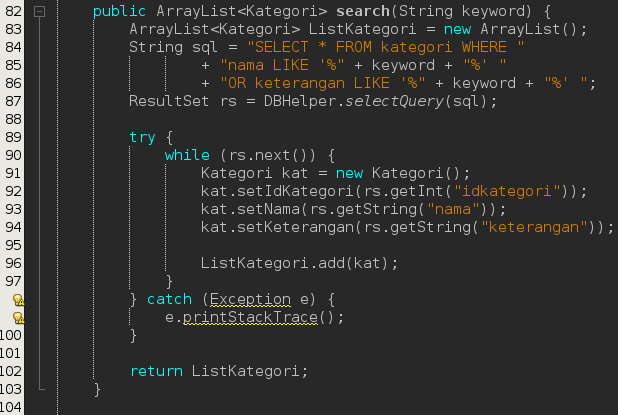 82 public ArrayList<Kategori> search(String keyword) {
83 ArrayList<Kategori> ListKategori = new ArrayList();
84 String sql = "SELECT * FROM kategori WHERE "
85 + "nama LIKE '%" + keyword + "%' "
86 + "OR keterangan LIKE '%" + keyword + "%' ";
87 ResultSet rs = DBHelper.selectQuery(sql);
88
89 try {
90 while (rs.next()) {
91 Kategori kat = new Kategori();
92 kat.setIdKategori(rs.getInt("idkategori"));
93 kat.setNama(rs.getString("nama"));
94 kat.setKeterangan(rs.getString("keterangan"));
95
96 ListKategori.add(kat);
97 }
} catch (Exception e) {
e.printStackTrace();
100 }
101
102 return ListKategori;
103 }
104